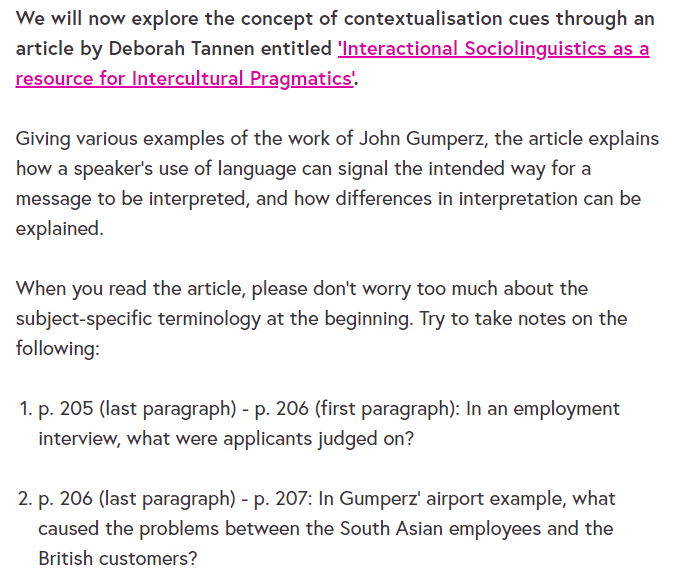 We will now explore the concept of contextualisation cues through an
article by Deborah Tannen entitled 'Interactional Sociolinguistics as a
resource for Intercultural Pragmatics'.
Giving various examples of the work of John Gumperz, the article explains
how a speaker's use of language can signal the intended way for a
message to be interpreted, and how differences in interpretation can be
explained.
When you read the article, please don't worry too much about the
subject-specific terminology at the beginning. Try to take notes on the
following:
1. p. 205 (last paragraph) - p. 206 (first paragraph): In an employment
interview, what were applicants judged on?
2. p. 206 (last paragraph) - p. 207: In Gumperz' airport example, what
caused the problems between the South Asian employees and the
British customers?